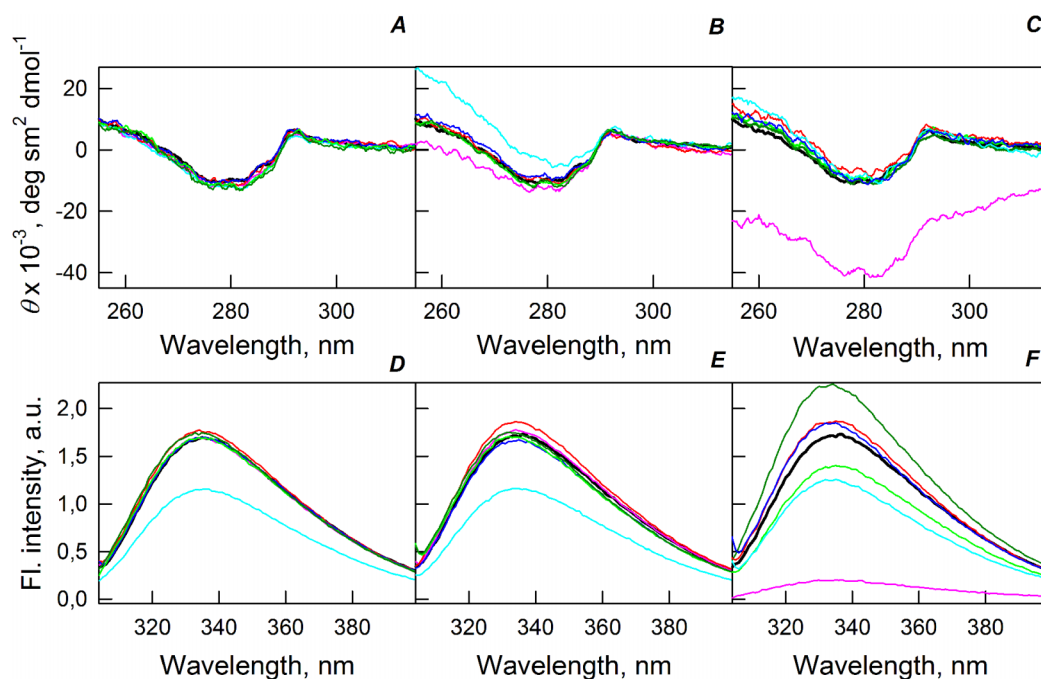 A B C
θ x 10⁻³, deg sm² dmol⁻¹
20
0
-20
-40
260 280 300 260 280 300 260 280 300
Wavelength, nm Wavelength, nm Wavelength, nm
D E F
Fl. intensity, a.u.
2,0
1,5
1,0
0,5
0,0
320 340 360 380 320 340 360 380 320 340 360 380
Wavelength, nm Wavelength, nm Wavelength, nm